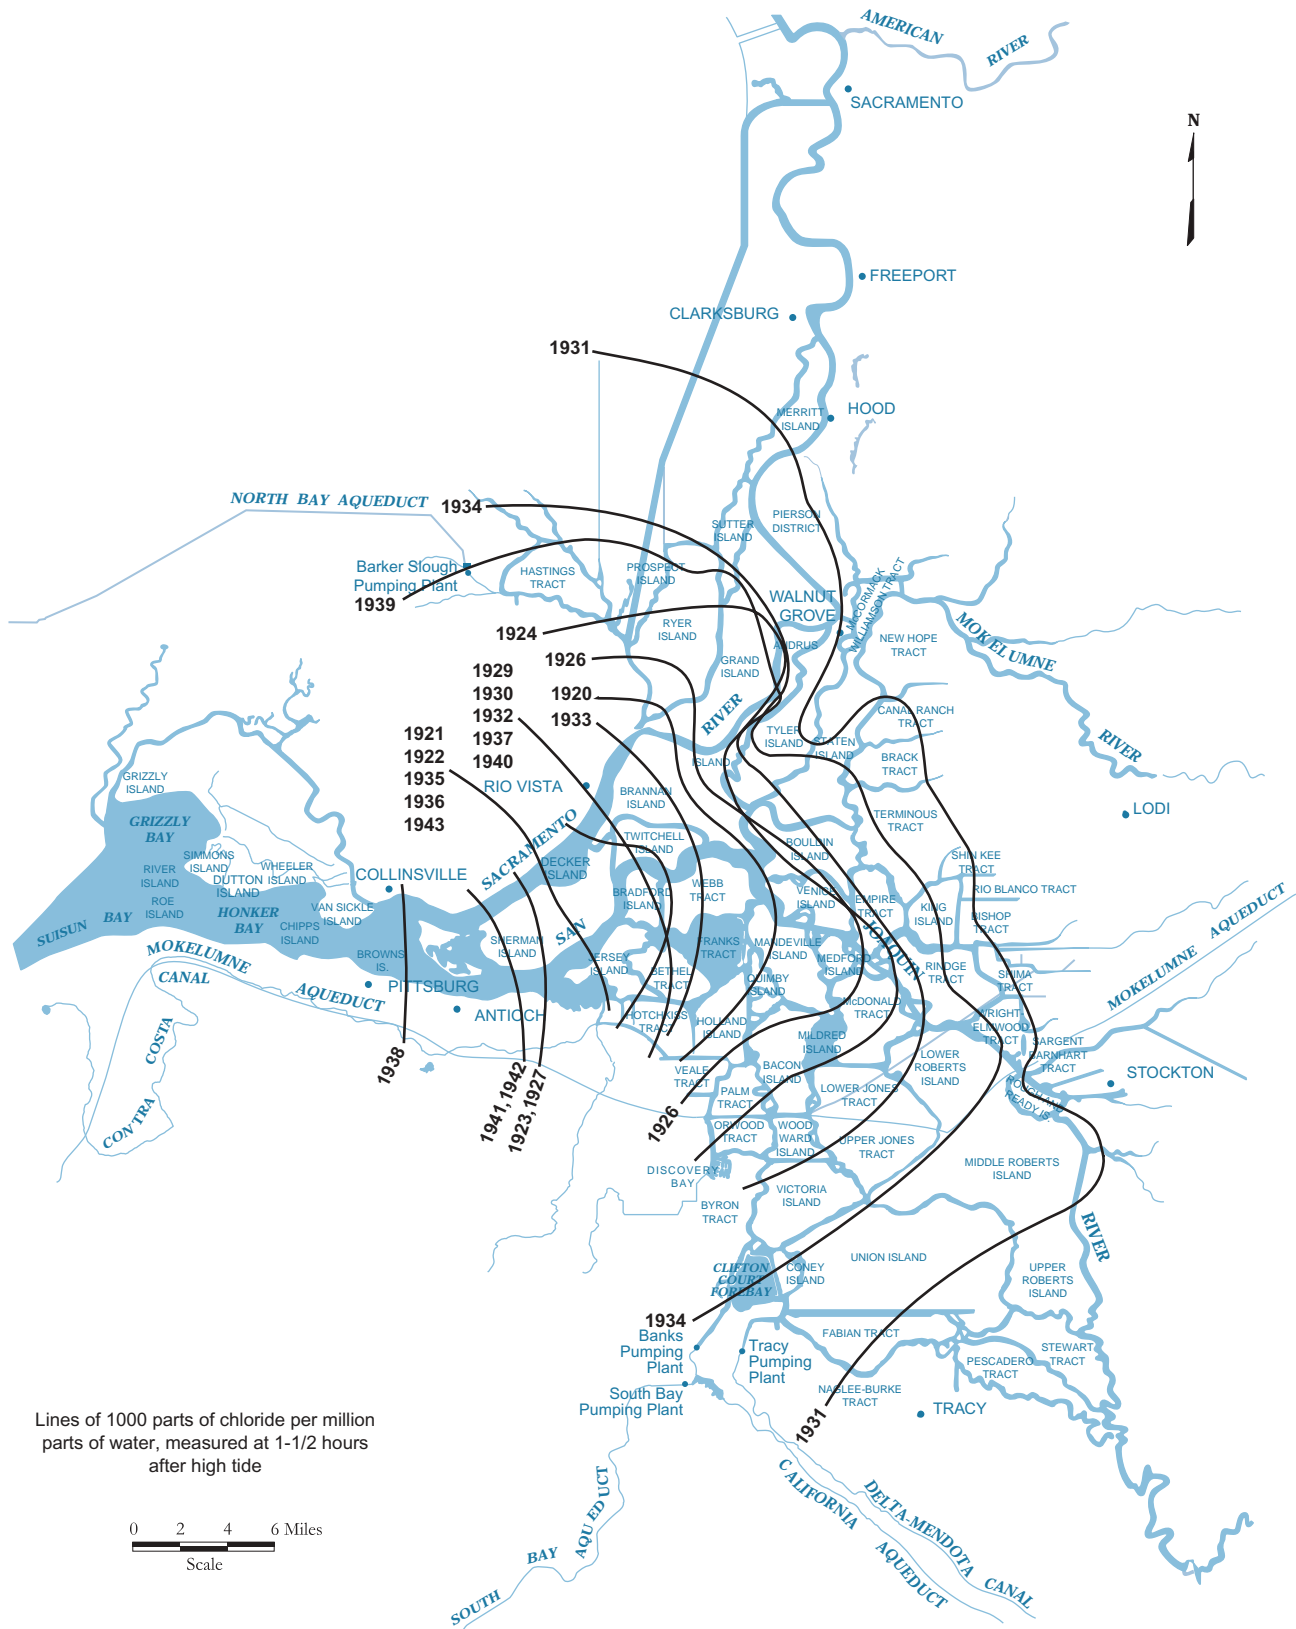 AMERICAN
RIVER
SACRAMENTO
N
FREEPORT
CLARKSBURG
1931
MERRITT
ISLAND
HOOD
NORTH BAY AQUEDUCT
1934
SUTTER
ISLAND
PIERSON
DISTRICT
Barker Slough
Pumping Plant
1939
HASTINGS
TRACT
PROSPECT
ISLAND
WALNUT
GROVE
McCORMACK
WILLIAMSON TRACT
MOKELUMNE
RIVER
1924
RYER
ISLAND
ANDRUS
ISLAND
NEW HOPE
TRACT
1926
GRAND
ISLAND
1929
1930
1932
1937
1940
1920
1933
RIVER
CANAL RANCH
TRACT
TYLER
ISLAND
STATEN
ISLAND
BRACK
TRACT
1921
1922
1935
1936
1943
RIO VISTA
GRIZZLY
ISLAND
GRIZZLY
BAY
BRANNAN
ISLAND
LODI
TERMINOUS
TRACT
SACRAMENTO
TWITCHELL
ISLAND
BOULDIN
ISLAND
SIMMONS
ISLAND
WHEELER
ISLAND
RIVER
ISLAND
DUTTON
ISLAND
COLLINSVILLE
DECKER
ISLAND
SHIN KEE
TRACT
RIO BLANCO TRACT
BRADFORD
ISLAND
WEBB
TRACT
VENICE
ISLAND
EMPIRE
TRACT
KING
ISLAND
BISHOP
TRACT
ROE
ISLAND
HONKER
BAY
VAN SICKLE
ISLAND
CHIPPS
ISLAND
SUISUN BAY
SAN
JOAQUIN
RIVER
BROWNS
IS.
SHERMAN
ISLAND
JERSEY
ISLAND
BETHEL
TRACT
FRANKS
TRACT
MANDEVILLE
ISLAND
MEDFORD
ISLAND
QUIMBY
ISLAND
RINDGE
TRACT
SHIMA
TRACT
MOKELUMNE AQUEDUCT
MOKELUMNE
AQUEDUCT
CANAL
PITTSBURG
ANTIOCH
HOTCHKISS
TRACT
HOLLAND
ISLAND
McDONALD
TRACT
WRIGHT-
ELMWOOD
TRACT
SARGENT
BARNHART
TRACT
MILDRED
ISLAND
CONTRA
COSTA
1938
1941, 1942
1923, 1927
VEALE
TRACT
BACON
ISLAND
LOWER
ROBERTS
ISLAND
STOCKTON
PALM
TRACT
LOWER JONES
TRACT
ROUGH AND
READY IS.
1926
ORWOOD
TRACT
WOOD
WARD
ISLAND
UPPER JONES
TRACT
DISCOVERY
BAY
MIDDLE ROBERTS
ISLAND
BYRON
TRACT
VICTORIA
ISLAND
CLIFTON
COURT
FOREBAY
CONEY
ISLAND
UNION ISLAND
UPPER
ROBERTS
ISLAND
1934
Banks
Pumping
Plant
Tracy
Pumping
Plant
FABIAN TRACT
STEWART
TRACT
PESCADERO
TRACT
South Bay
Pumping Plant
NAGLEE-BURKE
TRACT
TRACY
1931
Lines of 1000 parts of chloride per million
parts of water, measured at 1-1/2 hours
after high tide
0 2 4 6 Miles
Scale
SOUTH BAY AQUEDUCT
CALIFORNIA
AQUEDUCT
DELTA-MENDOTA
CANAL